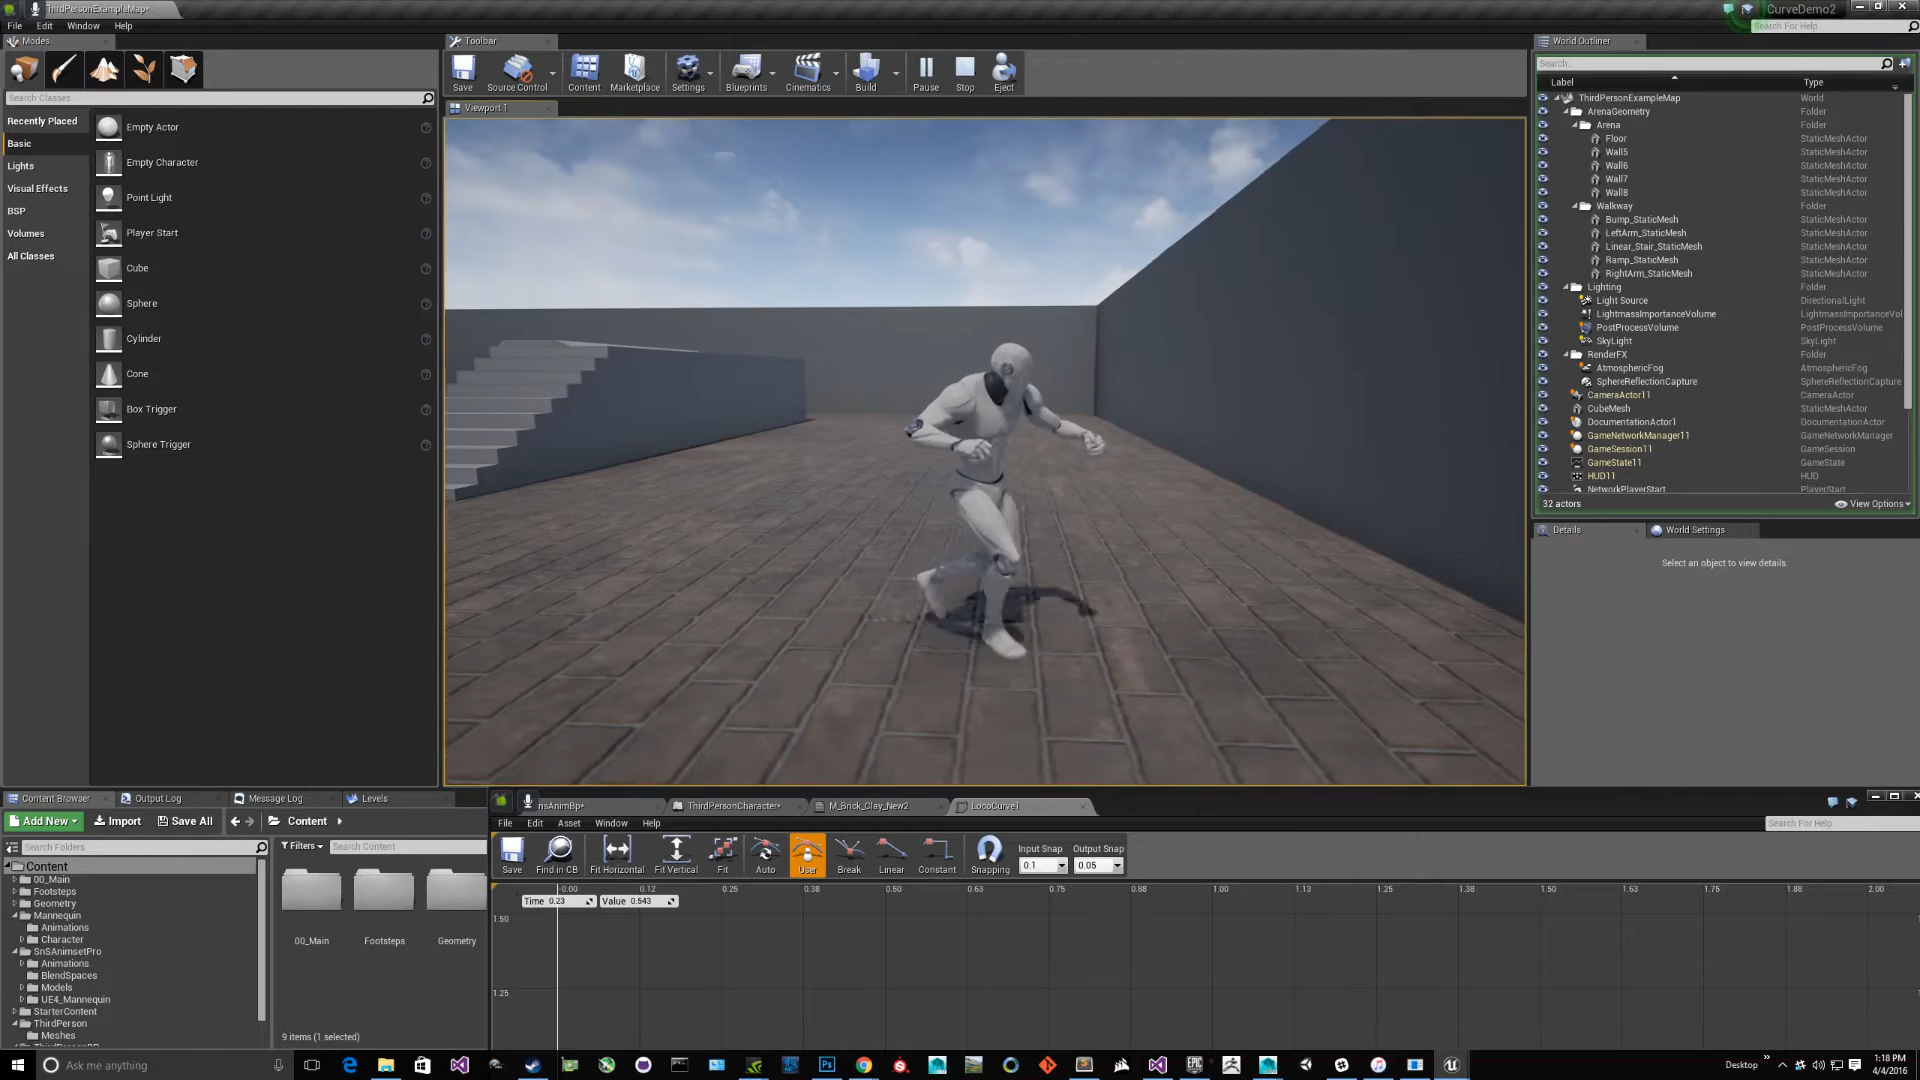 ThirdPersonExampleMap*
CurveDemo2
File Edit Window Help
Search For Help
Modes
Search Classes
Recently Placed
Basic
Lights
Visual Effects
BSP
Volumes
All Classes
Empty Actor
Empty Character
Point Light
Player Start
Cube
Sphere
Cylinder
Cone
Box Trigger
Sphere Trigger
Toolbar
Save
Source Control
Content
Marketplace
Settings
Blueprints
Cinematics
Build
Pause
Stop
Eject
Viewport 1
World Outliner
Search...
Label Type
ThirdPersonExampleMap World
ArenaGeometry Folder
Arena Folder
Floor StaticMeshActor
Wall5 StaticMeshActor
Wall6 StaticMeshActor
Wall7 StaticMeshActor
Wall8 StaticMeshActor
Walkway Folder
Bump_StaticMesh StaticMeshActor
LeftArm_StaticMesh StaticMeshActor
Linear_Stair_StaticMesh StaticMeshActor
Ramp_StaticMesh StaticMeshActor
RightArm_StaticMesh StaticMeshActor
Lighting Folder
Light Source DirectionalLight
LightmassImportanceVolume LightmassImportanceVol
PostProcessVolume PostProcessVolume
SkyLight SkyLight
RenderFX Folder
AtmosphericFog AtmosphericFog
SphereReflectionCapture SphereReflectionCapture
CameraActor11 CameraActor
CubeMesh StaticMeshActor
DocumentationActor1 DocumentationActor
GameNetworkManager11 GameNetworkManager
GameSession11 GameSession
GameState11 GameState
HUD11 HUD
NetworkPlayerStart PlayerStart
32 actors View Options
Details World Settings
Select an object to view details.
Content Browser Output Log Message Log Levels
Add New Import Save All Content
Search Folders
Filters Search Content
Content
00_Main
Footsteps
Geometry
Mannequin
Animations
Character
SnSAnimsetPro
Animations
BlendSpaces
Models
UE4_Mannequin
StarterContent
ThirdPerson
Meshes
ThirdPersonBP
00_Main Footsteps Geometry
9 items (1 selected)
nsAnimBp* ThirdPersonCharacter* M_Brick_Clay_New2 LocoCurve1
File Edit Asset Window Help
Search For Help
Save
Find in CB
Fit Horizontal
Fit Vertical
Fit
Auto
User
Break
Linear
Constant
Snapping
Input Snap Output Snap
0.1 0.05
-0.00 0.12 0.25 0.38 0.50 0.63 0.75 0.88 1.00 1.13 1.25 1.38 1.50 1.63 1.75 1.88 2.00
Time 0.23 Value 0.543
1.50
1.25
Ask me anything
Desktop
1:18 PM
4/4/2016